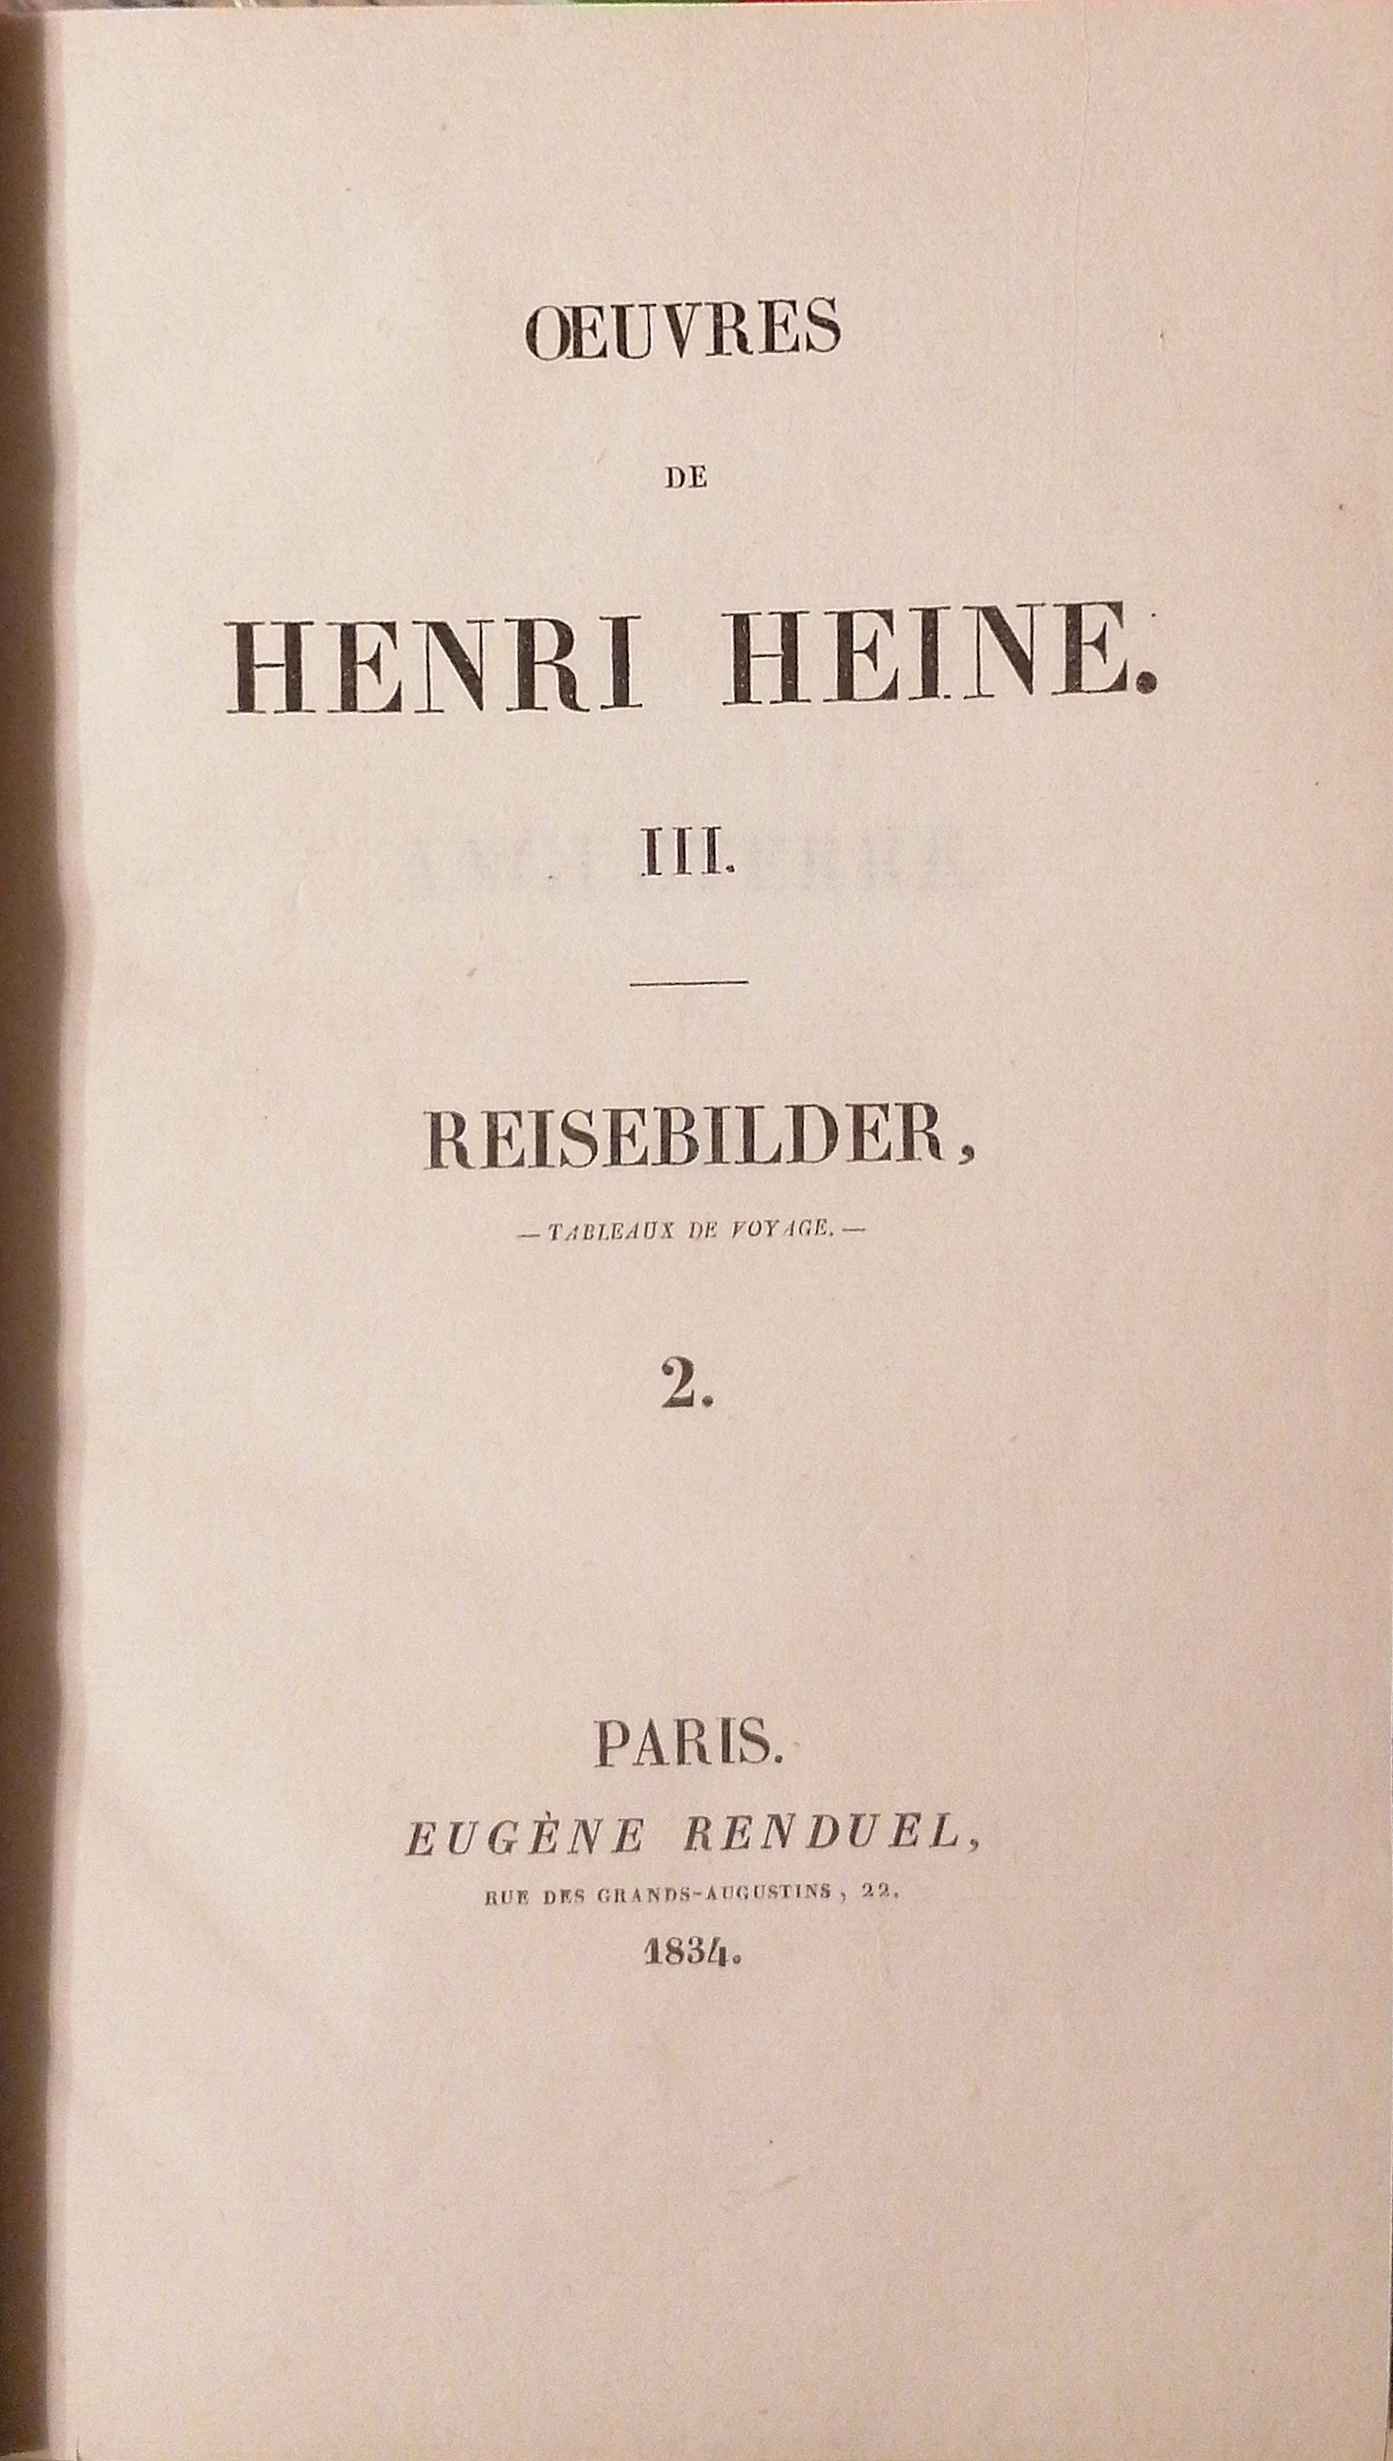 ŒUVRES
DE
HENRI HEINE.
III.
REISEBILDER,
— TABLEAUX DE VOYAGE. —
2.
PARIS.
EUGÈNE RENDUEL,
RUE DES GRANDS-AUGUSTINS, 22.
1834.